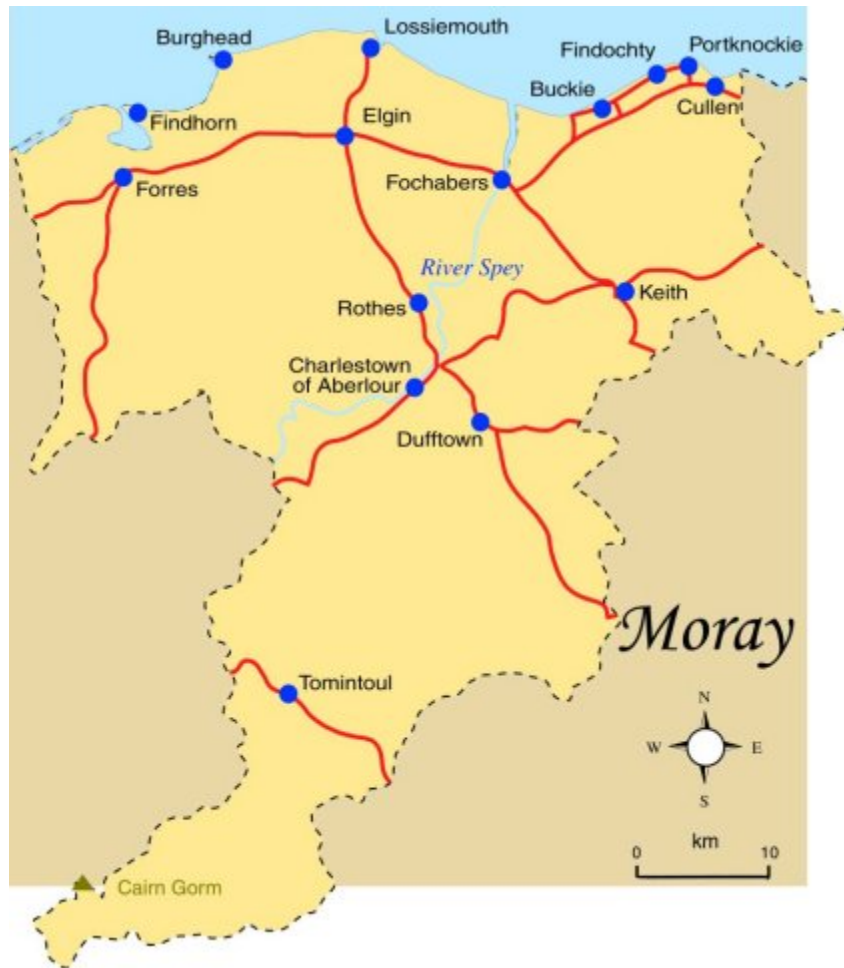 Lossiemouth
Burghead
Portknockie
Findochty
Buckie
Cullen
Findhorn
Elgin
Forres
Fochabers
River Spey
Keith
Rothes
Charlestown
of Aberlour
Dufftown
Moray
Tomintoul
N
W
E
S
km
0
10
Cairn Gorm